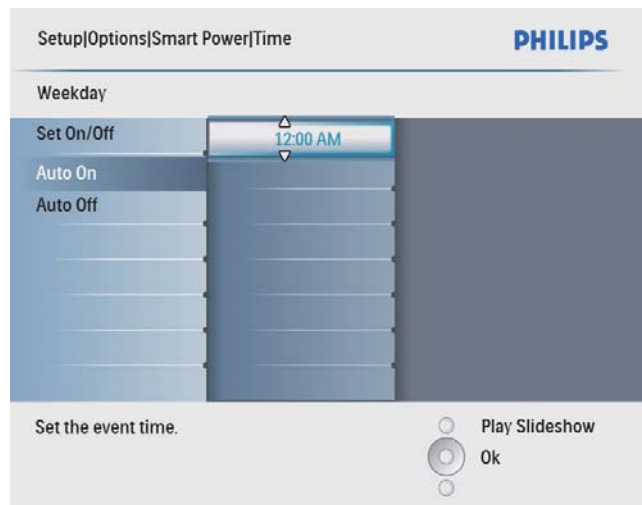 Setup|Options|Smart Power|Time
PHILIPS
Weekday
Set On/Off
12:00 AM
Auto On
Auto Off
Set the event time.
Play Slideshow
Ok